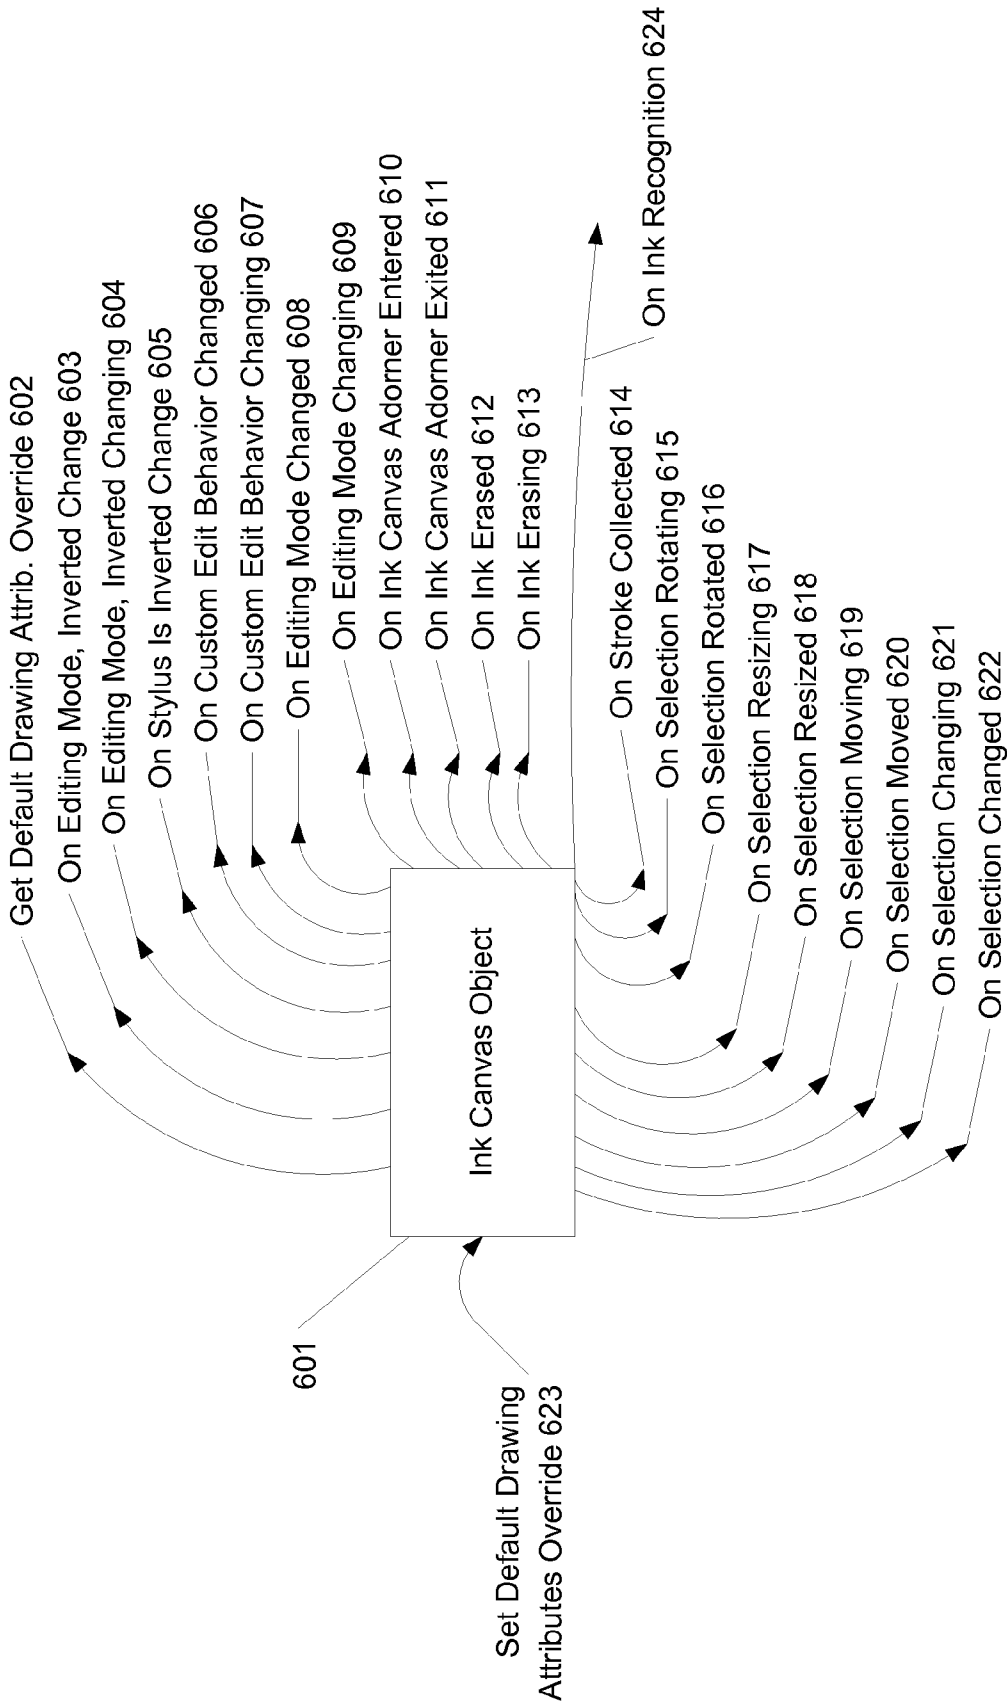 Get Default Drawing Attrib. Override 602
On Editing Mode, Inverted Change 603
On Editing Mode, Inverted Changing 604
On Stylus Is Inverted Change 605
On Custom Edit Behavior Changed 606
On Custom Edit Behavior Changing 607
On Editing Mode Changed 608
On Editing Mode Changing 609
On Ink Canvas Adorner Entered 610
On Ink Canvas Adorner Exited 611
On Ink Erased 612
On Ink Erasing 613
601
Ink Canvas Object
Set Default Drawing
Attributes Override 623
On Ink Recognition 624
On Stroke Collected 614
On Selection Rotating 615
On Selection Rotated 616
On Selection Resizing 617
On Selection Resized 618
On Selection Moving 619
On Selection Moved 620
On Selection Changing 621
On Selection Changed 622